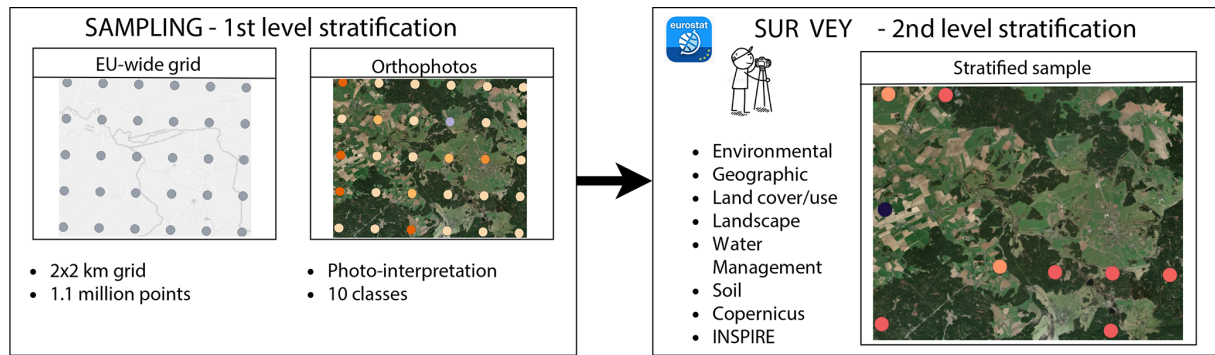 SAMPLING - 1st level stratification
EU-wide grid
Orthophotos
• 2x2 km grid
• 1.1 million points
• Photo-interpretation
• 10 classes
eurostat
SUR VEY - 2nd level stratification
Stratified sample
• Environmental
• Geographic
• Land cover/use
• Landscape
• Water
Management
• Soil
• Copernicus
• INSPIRE